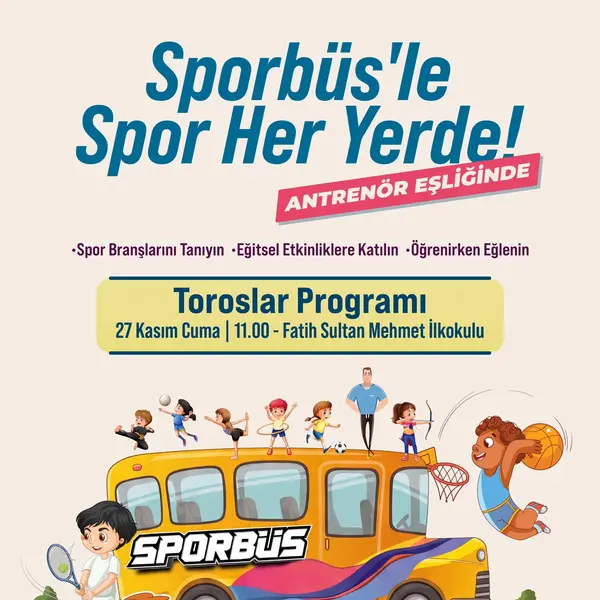 Sporbüs'le
Spor Her Yerde!
ANTRENÖR EŞLİĞİNDE
•Spor Branşlarını Tanıyın •Eğitsel Etkinliklere Katılın •Öğrenirken Eğlenin
Toroslar Programı
27 Kasım Cuma | 11.00 - Fatih Sultan Mehmet İlkokulu
SPORBÜS